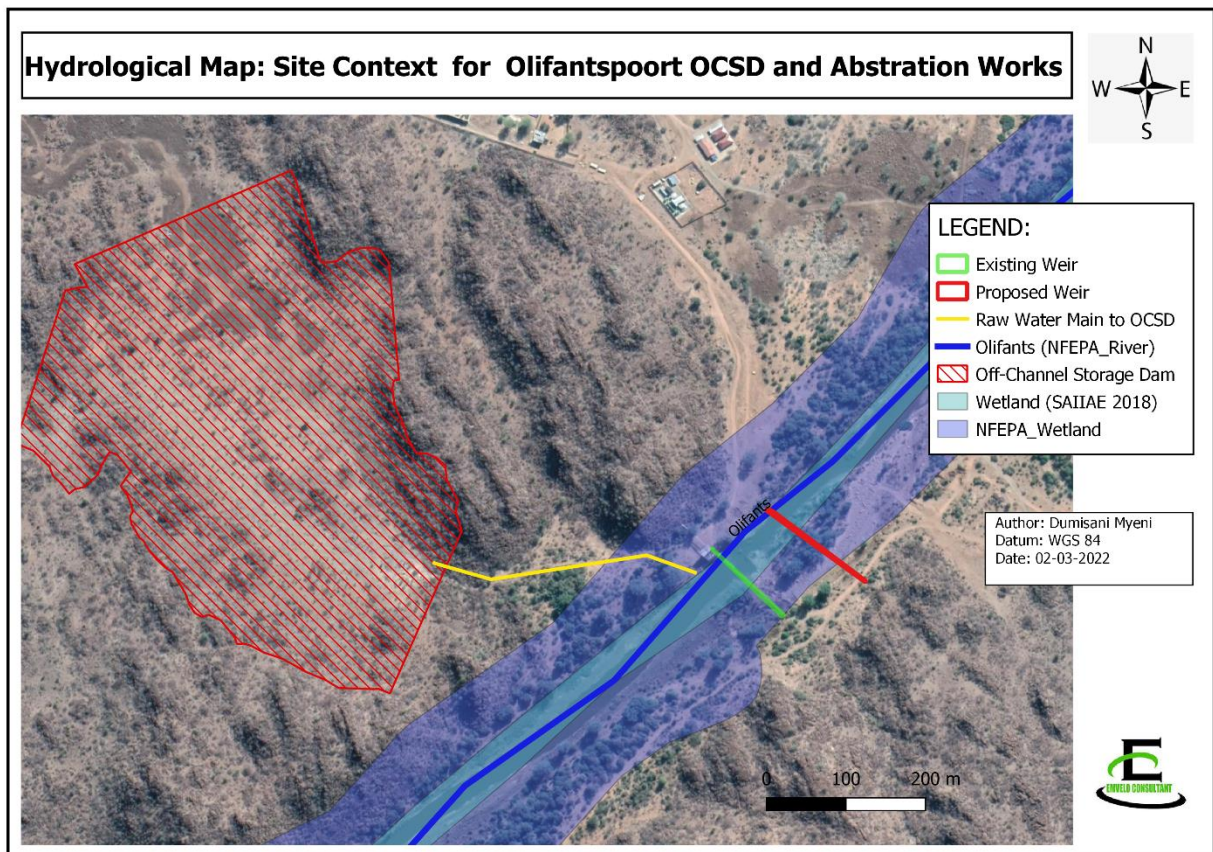 Hydrological Map: Site Context for Olifantspoort OCSD and Abstration Works
N
W E
S
LEGEND:
Existing Weir
Proposed Weir
Raw Water Main to OCSD
Olifants (NFEPA_River)
Off-Channel Storage Dam
Wetland (SAIIAE 2018)
NFEPA_Wetland
Olifants
Author: Dumisani Myeni
Datum: WGS 84
Date: 02-03-2022
0 100 200 m
E
EMVELO CONSULTANT